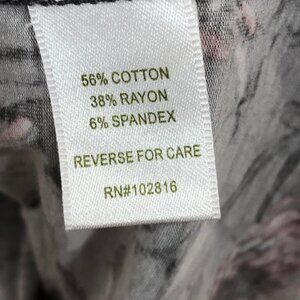 56% COTTON
38% RAYON
6% SPANDEX
REVERSE FOR CARE
RN#102816